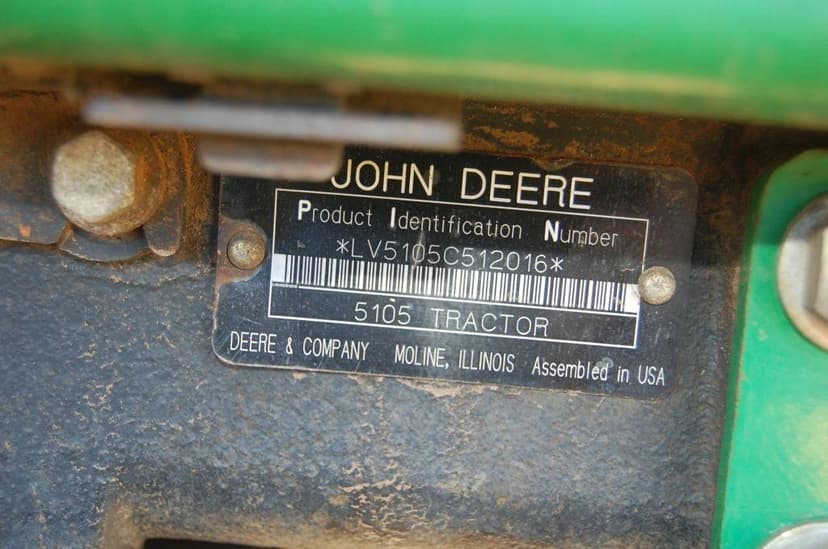 JOHN DEERE
Product Identification Number
*LV5105C512016*
5105 TRACTOR
DEERE & COMPANY MOLINE, ILLINOIS Assembled in USA